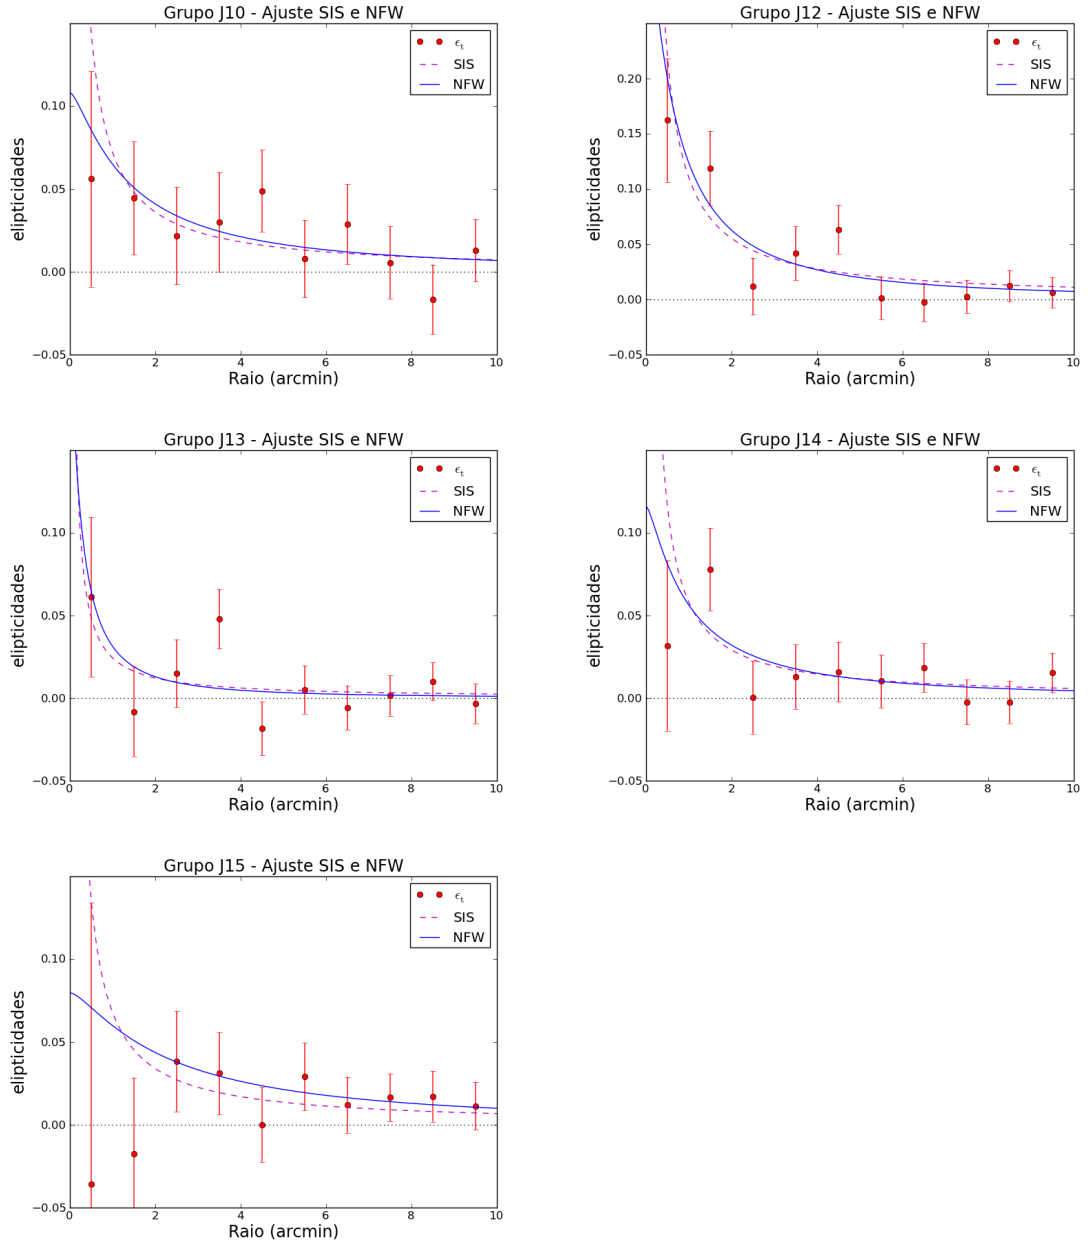 Grupo J10 - Ajuste SIS e NFW
ϵt
SIS
NFW
0.10
0.05
0.00
−0.05
elipticidades
0 2 4 6 8 10
Raio (arcmin)
Grupo J12 - Ajuste SIS e NFW
ϵt
SIS
NFW
0.20
0.15
0.10
0.05
0.00
−0.05
elipticidades
0 2 4 6 8 10
Raio (arcmin)
Grupo J13 - Ajuste SIS e NFW
ϵt
SIS
NFW
0.10
0.05
0.00
−0.05
elipticidades
0 2 4 6 8 10
Raio (arcmin)
Grupo J14 - Ajuste SIS e NFW
ϵt
SIS
NFW
0.10
0.05
0.00
−0.05
elipticidades
0 2 4 6 8 10
Raio (arcmin)
Grupo J15 - Ajuste SIS e NFW
ϵt
SIS
NFW
0.10
0.05
0.00
−0.05
elipticidades
0 2 4 6 8 10
Raio (arcmin)